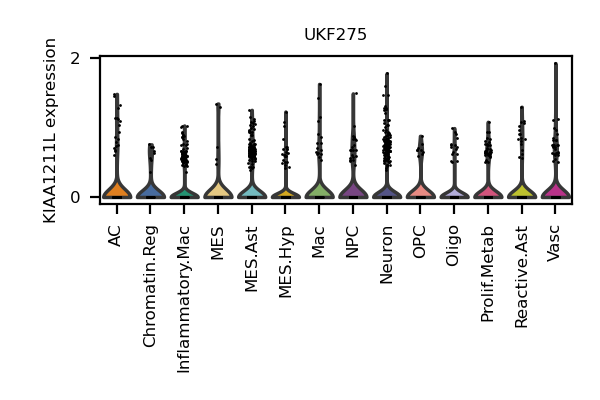 UKF275
KIAA1211L expression
2
0
AC
Chromatin.Reg
Inflammatory.Mac
MES
MES.Ast
MES.Hyp
Mac
NPC
Neuron
OPC
Oligo
Prolif.Metab
Reactive.Ast
Vasc